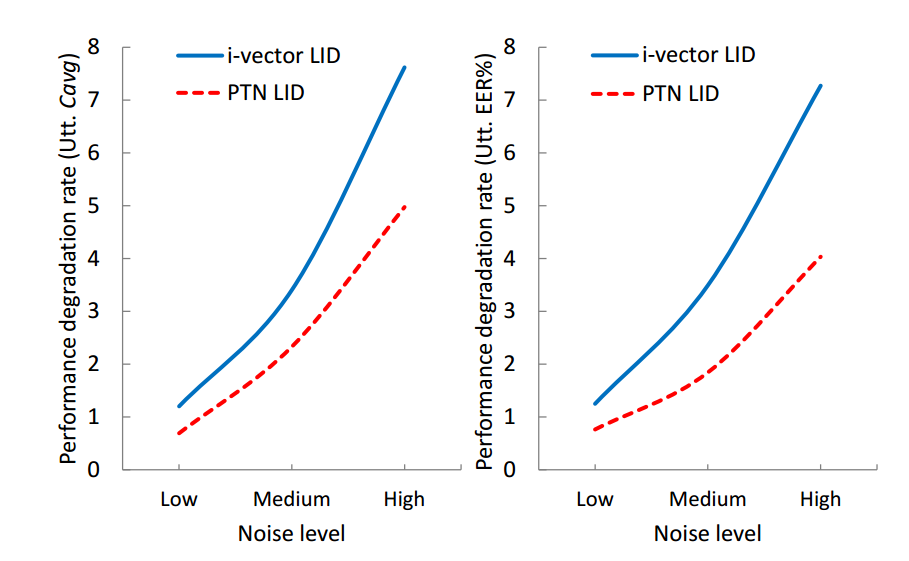 Performance degradation rate (Utt. Cavg)
8
7
6
5
4
3
2
1
0
i-vector LID
PTN LID
Low Medium High
Noise level
Performance degradation rate (Utt. EER%)
8
7
6
5
4
3
2
1
0
i-vector LID
PTN LID
Low Medium High
Noise level